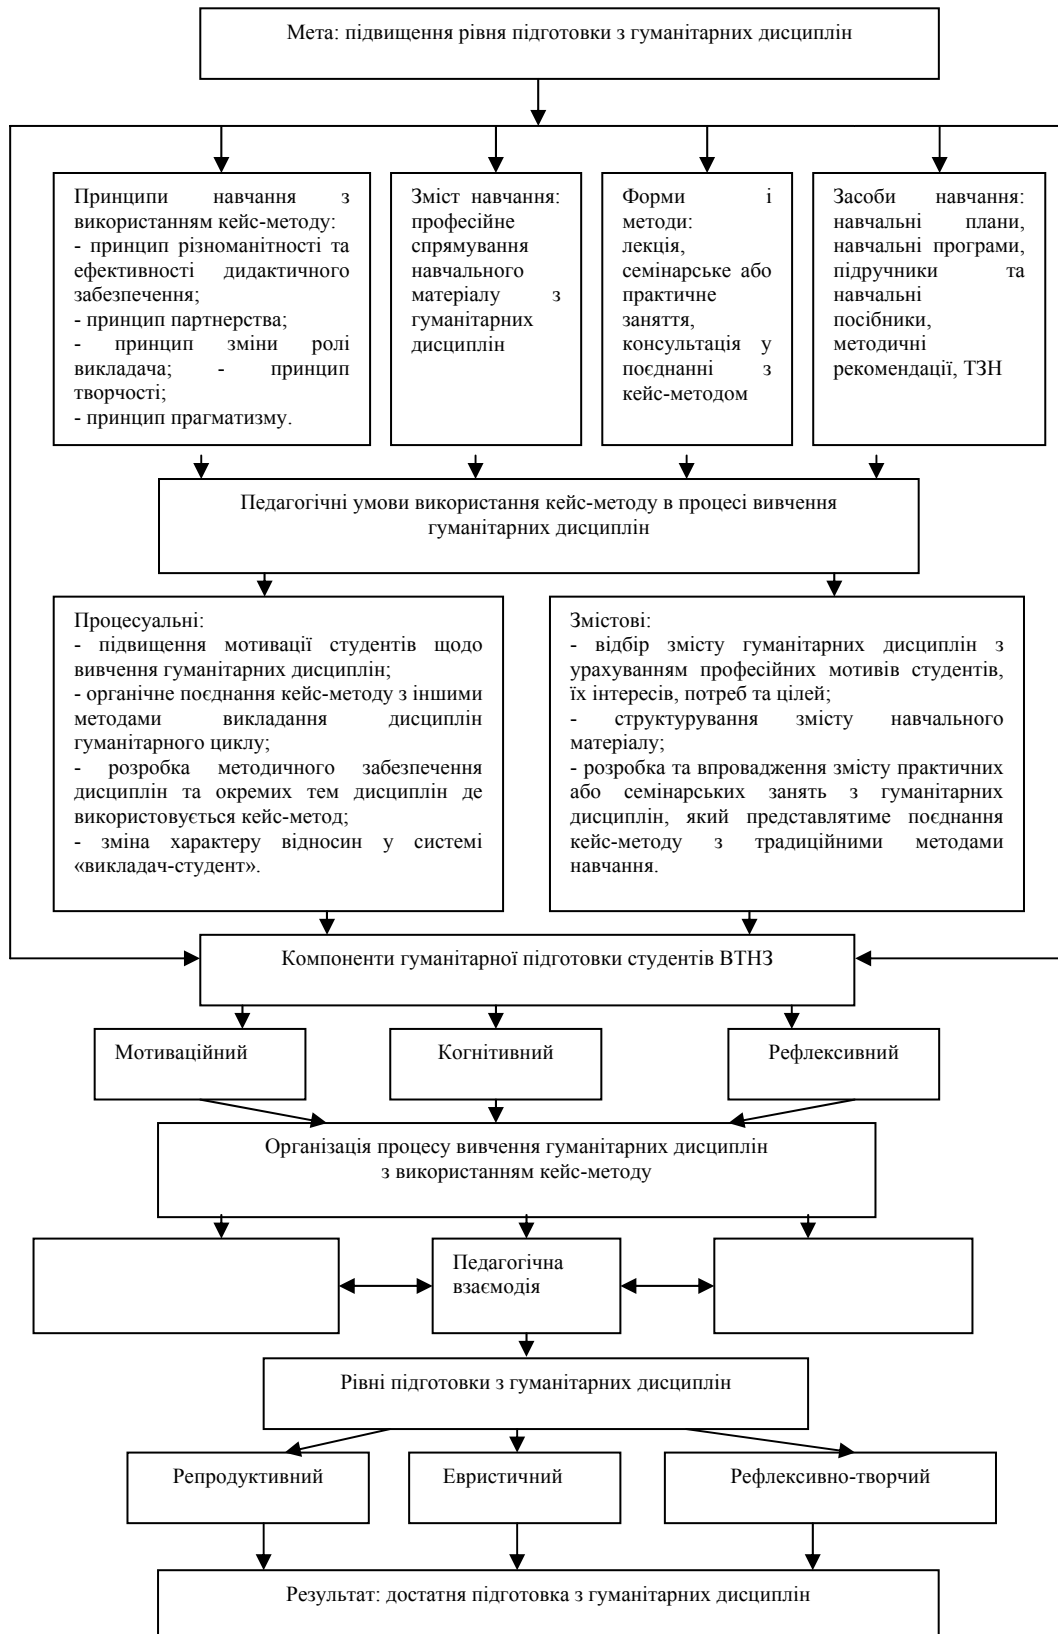 Мета: підвищення рівня підготовки з гуманітарних дисциплін
Принципи навчання з
використанням кейс-методу:
- принцип різноманітності та
ефективності дидактичного
забезпечення;
- принцип партнерства;
- принцип зміни ролі
викладача; - принцип
творчості;
- принцип прагматизму.
Зміст навчання:
професійне
спрямування
навчального
матеріалу з
гуманітарних
дисциплін
Форми і
методи:
лекція,
семінарське або
практичне
заняття,
консультація у
поєднанні з
кейс-методом
Засоби навчання:
навчальні плани,
навчальні програми,
підручники та
навчальні
посібники,
методичні
рекомендації, ТЗН
Педагогічні умови використання кейс-методу в процесі вивчення
гуманітарних дисциплін
Процесуальні:
- підвищення мотивації студентів щодо
вивчення гуманітарних дисциплін;
- органічне поєднання кейс-методу з іншими
методами викладання дисциплін
гуманітарного циклу;
- розробка методичного забезпечення
дисциплін та окремих тем дисциплін де
використовується кейс-метод;
- зміна характеру відносин у системі
«викладач-студент».
Змістові:
- відбір змісту гуманітарних дисциплін з
урахуванням професійних мотивів студентів,
їх інтересів, потреб та цілей;
- структурування змісту навчального
матеріалу;
- розробка та впровадження змісту практичних
або семінарських занять з гуманітарних
дисциплін, який представлятиме поєднання
кейс-методу з традиційними методами
навчання.
Компоненти гуманітарної підготовки студентів ВТНЗ
Мотиваційний
Когнітивний
Рефлексивний
Організація процесу вивчення гуманітарних дисциплін
з використанням кейс-методу
Педагогічна
взаємодія
Рівні підготовки з гуманітарних дисциплін
Репродуктивний
Евристичний
Рефлексивно-творчий
Результат: достатня підготовка з гуманітарних дисциплін